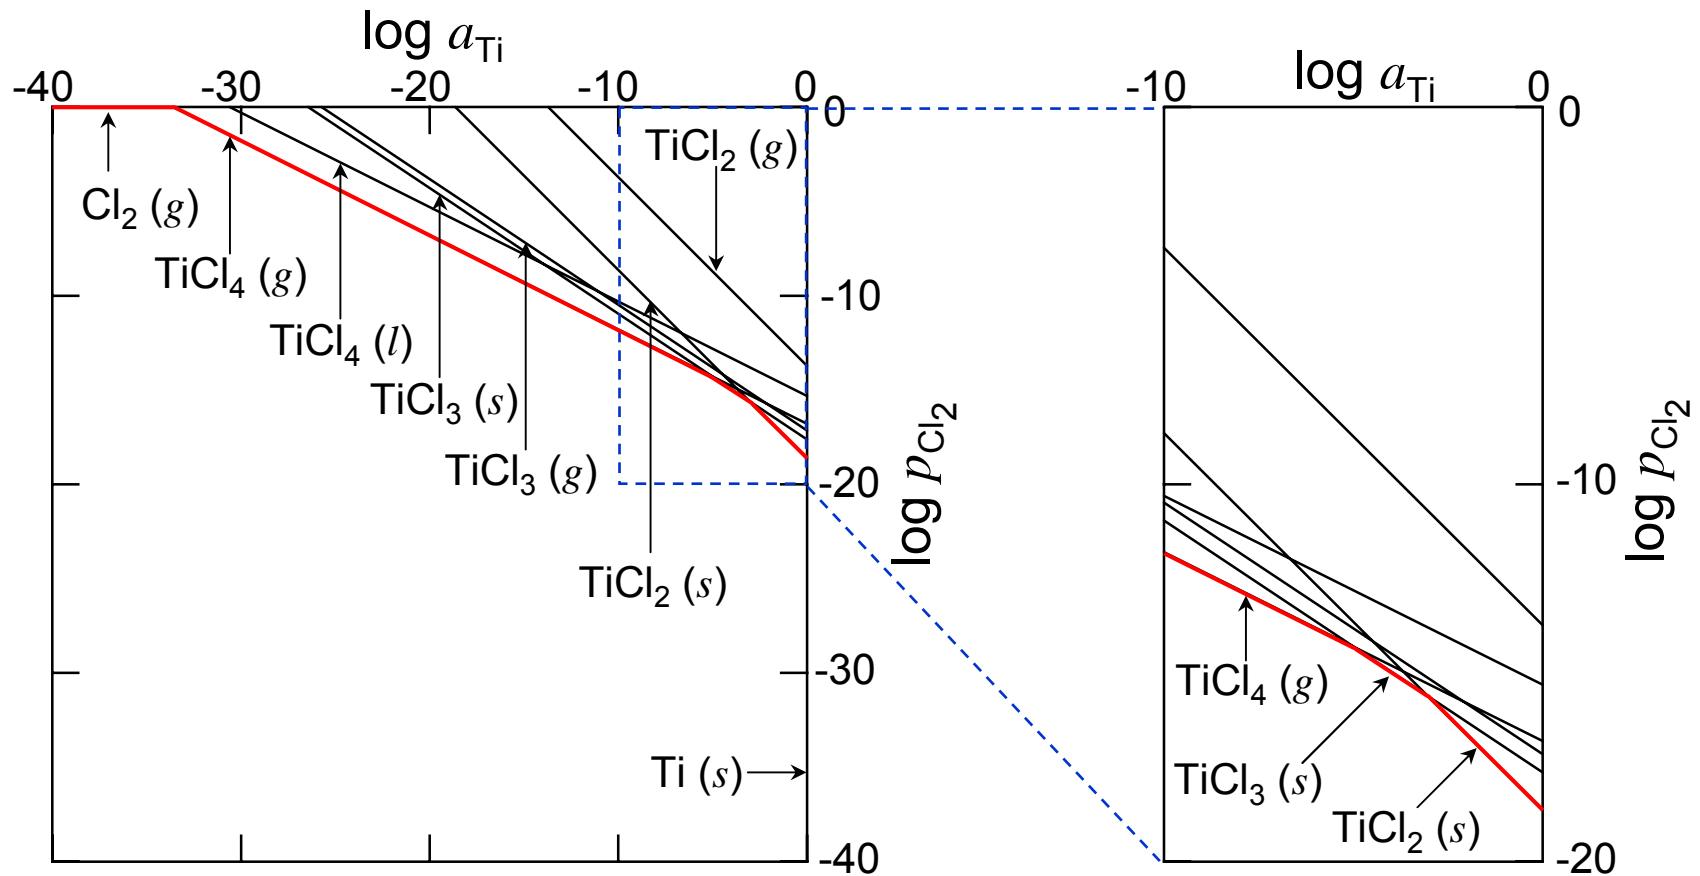 log aTi
-40 -30 -20 -10 0
0
-10
-20
-30
-40
log pCl2
Cl2 (g)
TiCl4 (g)
TiCl4 (l)
TiCl3 (s)
TiCl3 (g)
TiCl2 (s)
TiCl2 (g)
Ti (s)
log aTi
-10 0
0
-10
-20
log pCl2
TiCl4 (g)
TiCl3 (s)
TiCl2 (s)